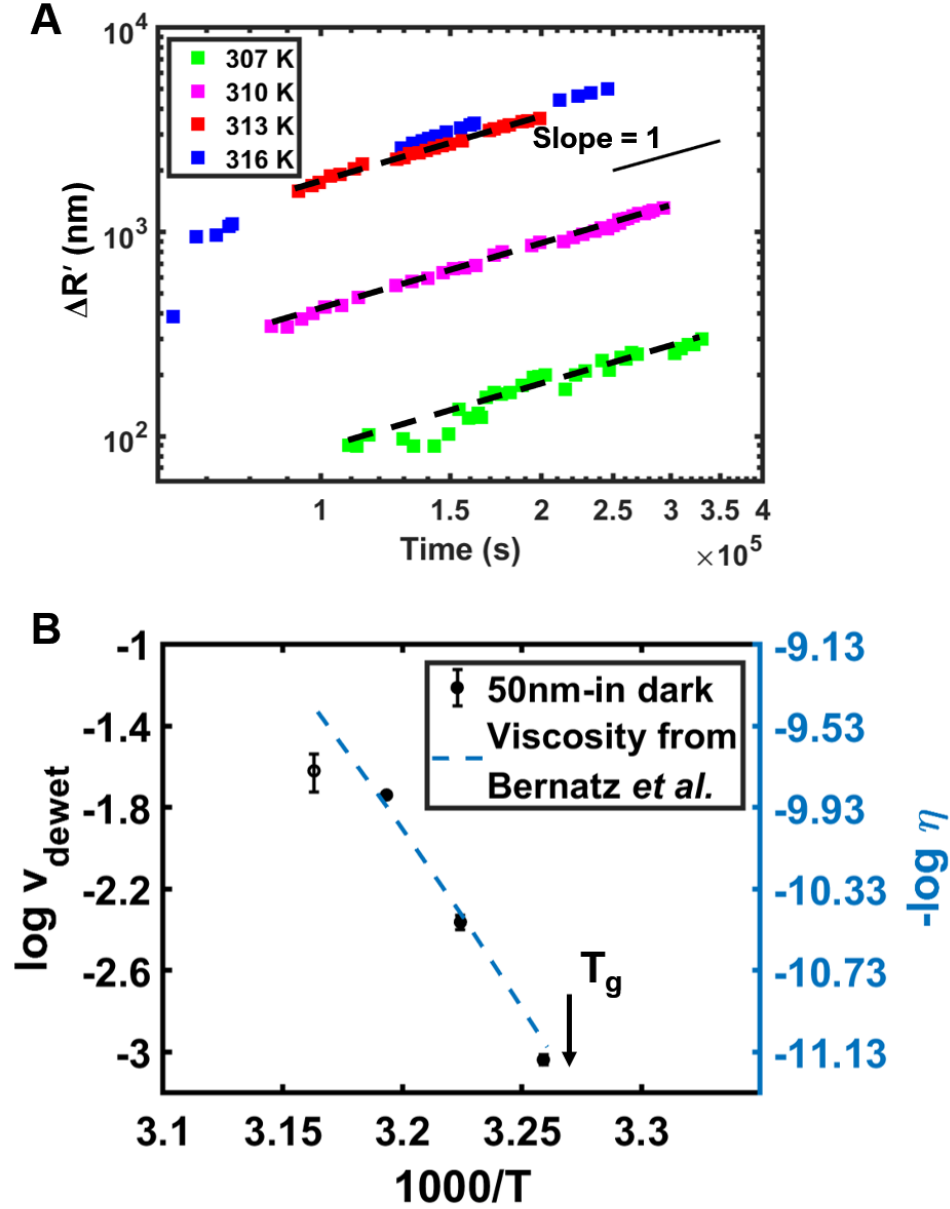 A
10⁴
10³
10²
ΔR′ (nm)
307 K
310 K
313 K
316 K
Slope = 1
1
1.5
2
2.5
3
3.5
4
Time (s)
×10⁵
B
-1
-1.4
-1.8
-2.2
-2.6
-3
log v_dewet
50nm-in dark
Viscosity from
Bernatz et al.
T_g
-9.13
-9.53
-9.93
-10.33
-10.73
-11.13
-log η
3.1
3.15
3.2
3.25
3.3
1000/T